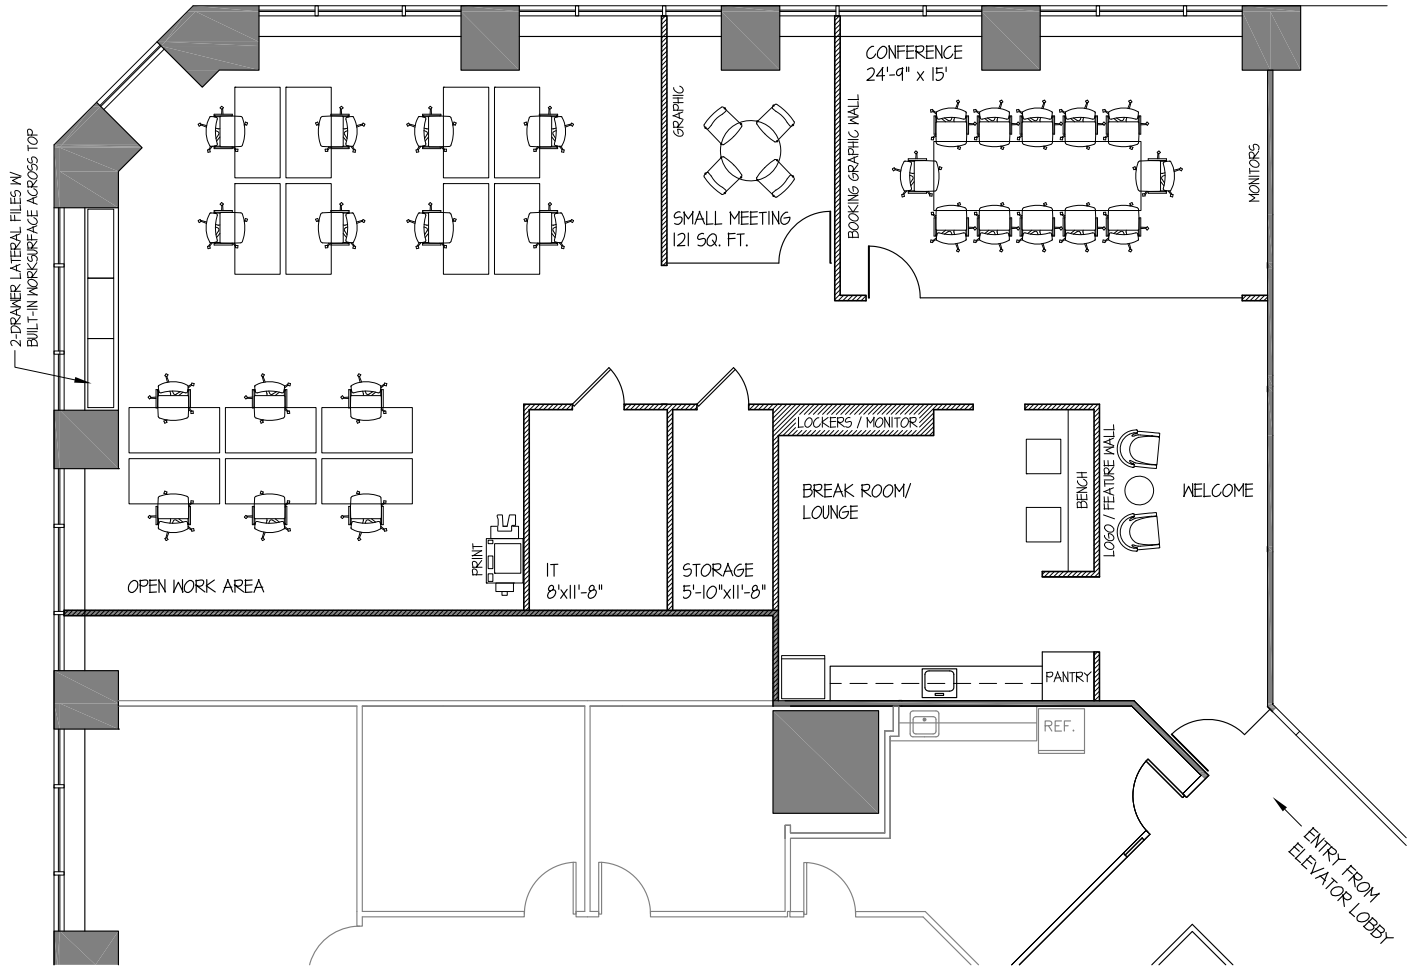 CONFERENCE
24'-9" x 15'
GRAPHIC
BOOKING GRAPHIC WALL
MONITORS
2-DRAWER LATERAL FILES W/
BUILT-IN WORKSURFACE ACROSS TOP
SMALL MEETING
121 SQ. FT.
LOCKERS / MONITOR
BREAK ROOM/
LOUNGE
BENCH
LOGO / FEATURE WALL
WELCOME
PRINT
IT
8'x11'-8"
STORAGE
5'-10"x11'-8"
OPEN WORK AREA
PANTRY
REF.
ENTRY FROM
ELEVATOR LOBBY